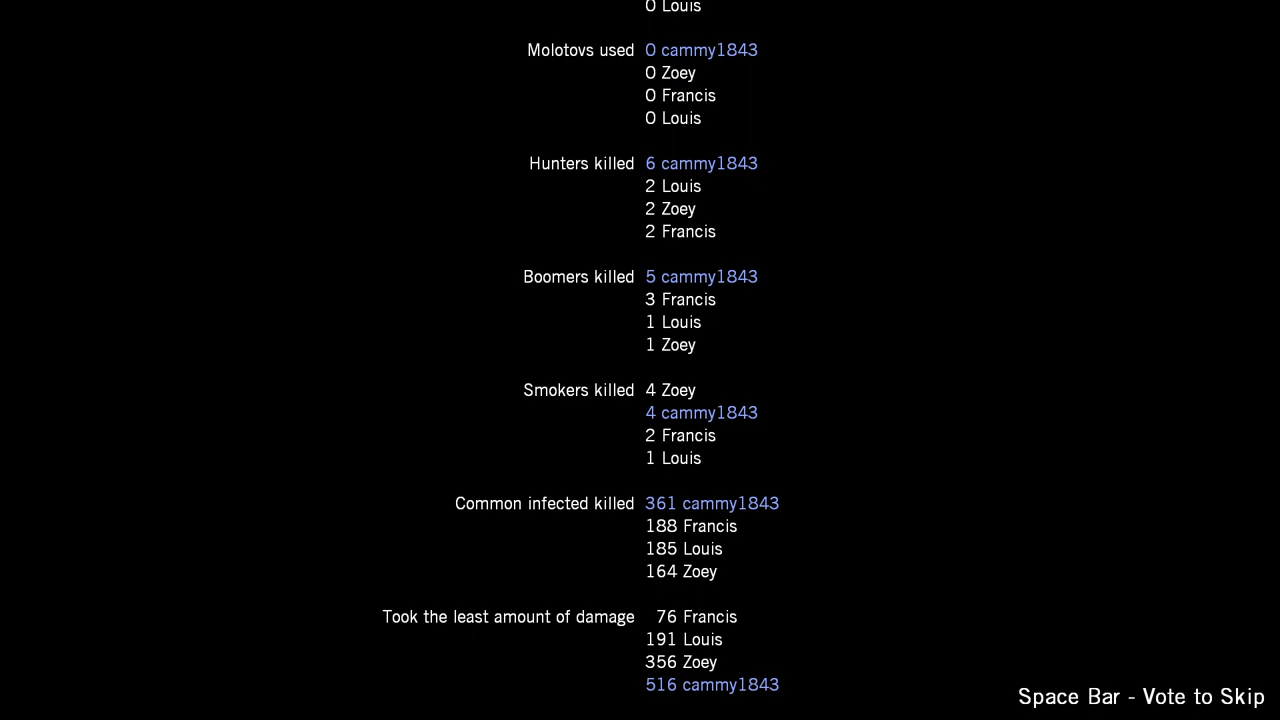 0 Louis
Molotovs used 0 cammy1843
0 Zoey
0 Francis
0 Louis
Hunters killed 6 cammy1843
2 Louis
2 Zoey
2 Francis
Boomers killed 5 cammy1843
3 Francis
1 Louis
1 Zoey
Smokers killed 4 Zoey
4 cammy1843
2 Francis
1 Louis
Common infected killed 361 cammy1843
188 Francis
185 Louis
164 Zoey
Took the least amount of damage 76 Francis
191 Louis
356 Zoey
516 cammy1843
Space Bar - Vote to Skip